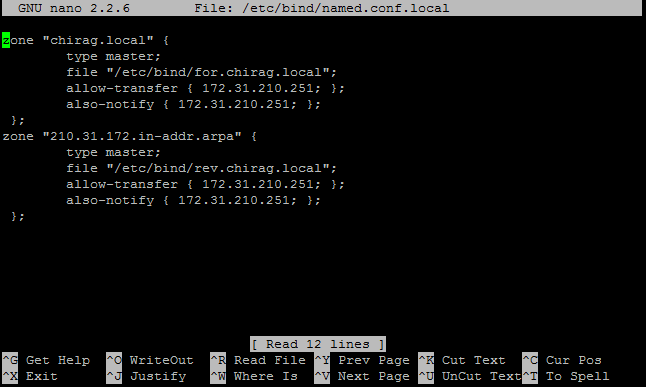 GNU nano 2.2.6        File: /etc/bind/named.conf.local
zone "chirag.local" {
        type master;
        file "/etc/bind/for.chirag.local";
        allow-transfer { 172.31.210.251; };
        also-notify { 172.31.210.251; };
 };
zone "210.31.172.in-addr.arpa" {
        type master;
        file "/etc/bind/rev.chirag.local";
        allow-transfer { 172.31.210.251; };
        also-notify { 172.31.210.251; };
 };
[ Read 12 lines ]
^G Get Help  ^O WriteOut  ^R Read File ^Y Prev Page ^K Cut Text  ^C Cur Pos
^X Exit      ^J Justify   ^W Where Is  ^V Next Page ^U UnCut Text^T To Spell